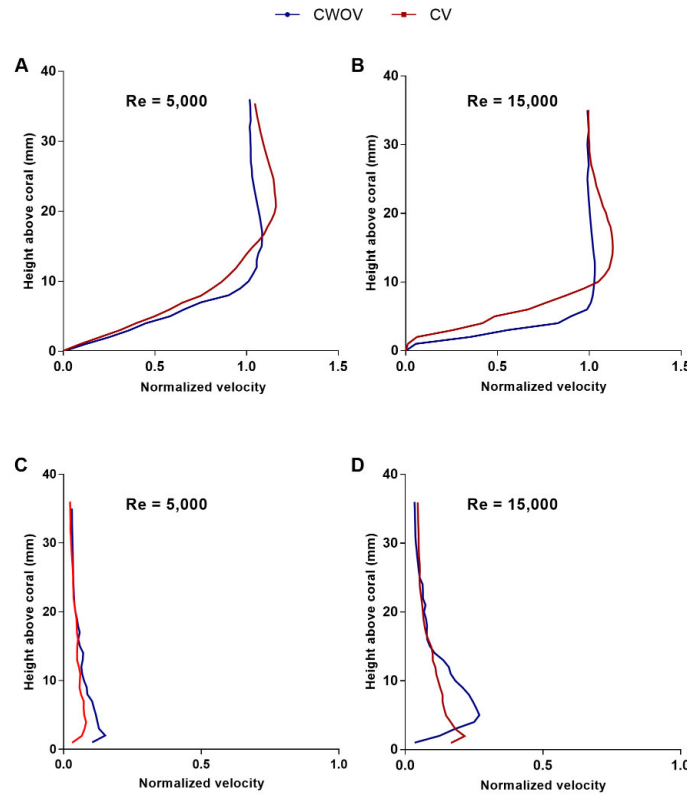 CWOV CV
A
Re = 5,000
Height above coral (mm)
40
30
20
10
0
0.0 0.5 1.0 1.5
Normalized velocity
B
Re = 15,000
Height above coral (mm)
40
30
20
10
0
0.0 0.5 1.0 1.5
Normalized velocity
C
Re = 5,000
Height above coral (mm)
40
30
20
10
0
0.0 0.5 1.0
Normalized velocity
D
Re = 15,000
Height above coral (mm)
40
30
20
10
0
0.0 0.5 1.0
Normalized velocity